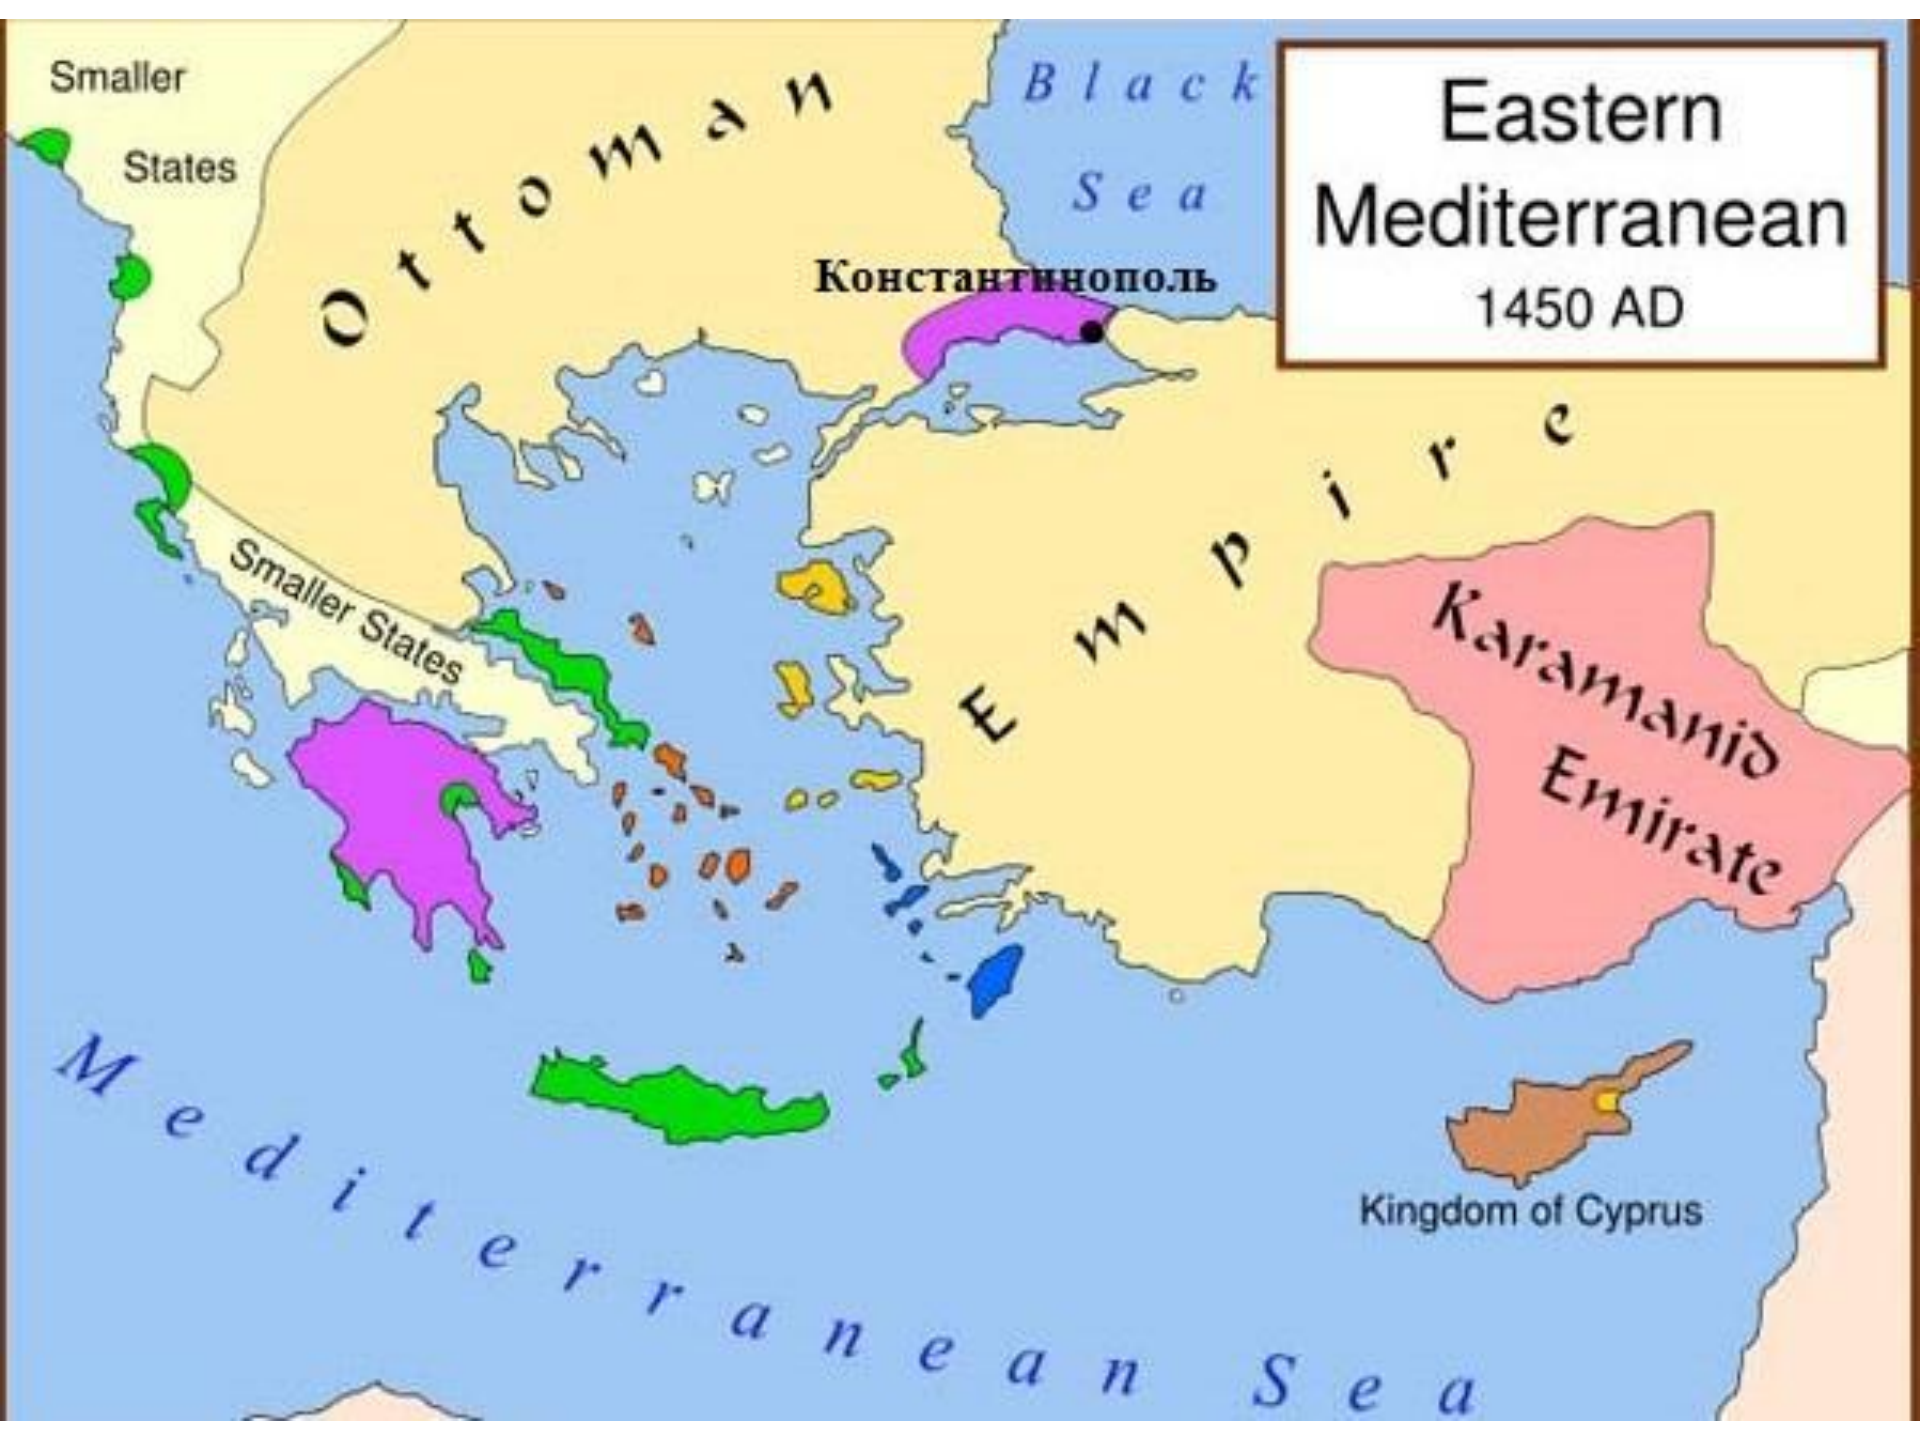 Smaller
States
Ottoman
Black
Sea
Eastern
Mediterranean
1450 AD
Константинополь
Empire
Smaller States
Karamanid
Emirate
Kingdom of Cyprus
Mediterranean Sea